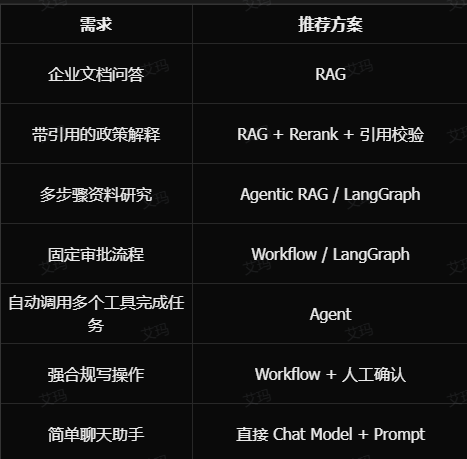 需求 推荐方案
企业文档问答 RAG
带引用的政策解释 RAG + Rerank + 引用校验
多步骤资料研究 Agentic RAG / LangGraph
固定审批流程 Workflow / LangGraph
自动调用多个工具完成任
务 Agent
强合规写操作 Workflow + 人工确认
简单聊天助手 直接 Chat Model + Prompt
艾玛